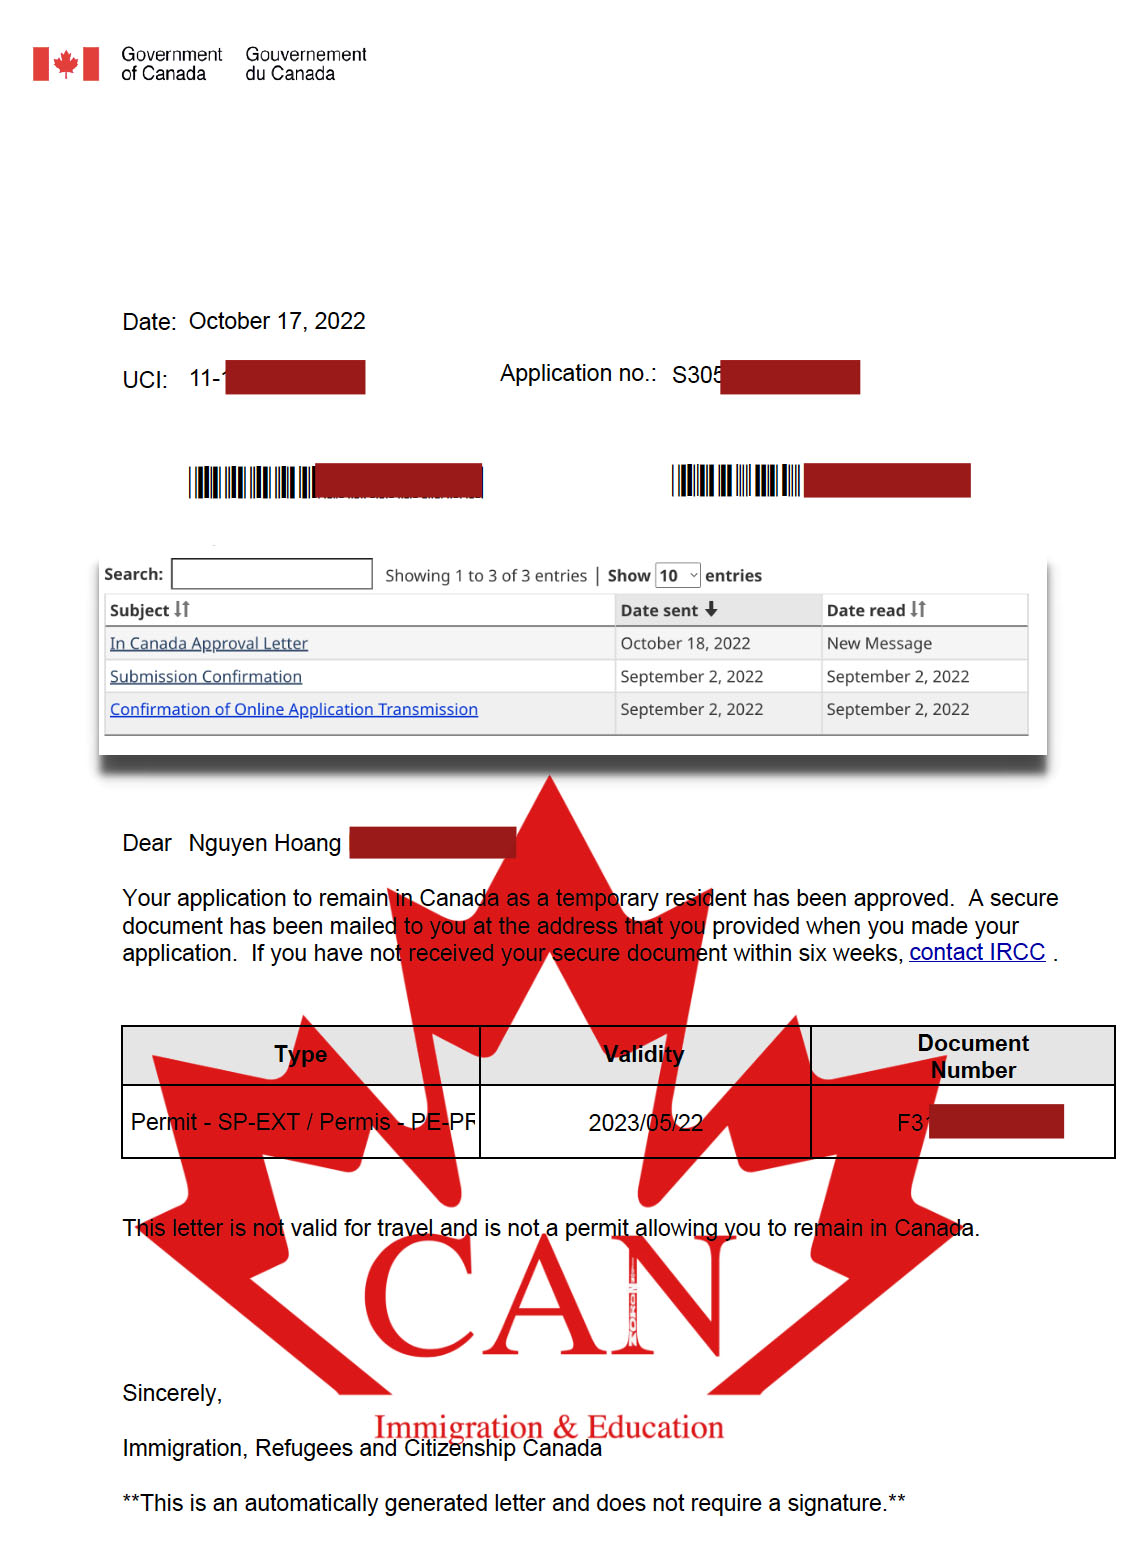 Government of Canada
Gouvernement du Canada
Date: October 17, 2022
UCI: 11-
Application no.: S305
Search: Showing 1 to 3 of 3 entries | Show 10 entries
Subject Date sent Date read
In Canada Approval Letter October 18, 2022 New Message
Submission Confirmation September 2, 2022 September 2, 2022
Confirmation of Online Application Transmission September 2, 2022 September 2, 2022
Dear Nguyen Hoang
Your application to remain in Canada as a temporary resident has been approved. A secure
document has been mailed to you at the address that you provided when you made your
application. If you have not received your secure document within six weeks, contact IRCC .
Type Validity Document Number
Permit - SP-EXT / Permis - PE-PR 2023/05/22 F31
This letter is not valid for travel and is not a permit allowing you to remain in Canada.
CAN
Sincerely,
Immigration & Education
Immigration, Refugees and Citizenship Canada
**This is an automatically generated letter and does not require a signature.**